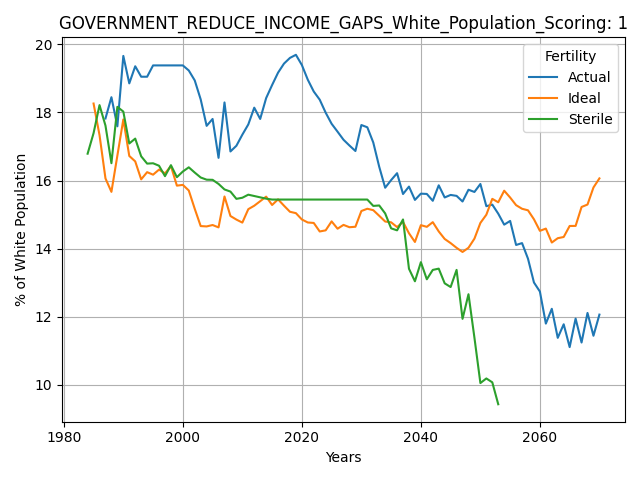 GOVERNMENT_REDUCE_INCOME_GAPS_White_Population_Scoring: 1
% of White Population
20
18
16
14
12
10
Fertility
Actual
Ideal
Sterile
1980 2000 2020 2040 2060
Years